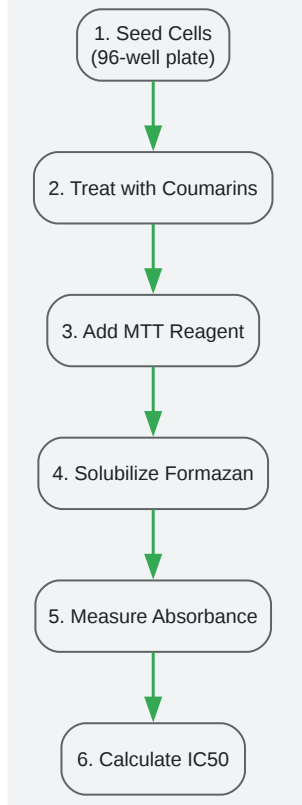 1. Seed Cells
(96-well plate)
2. Treat with Coumarins
3. Add MTT Reagent
4. Solubilize Formazan
5. Measure Absorbance
6. Calculate IC50